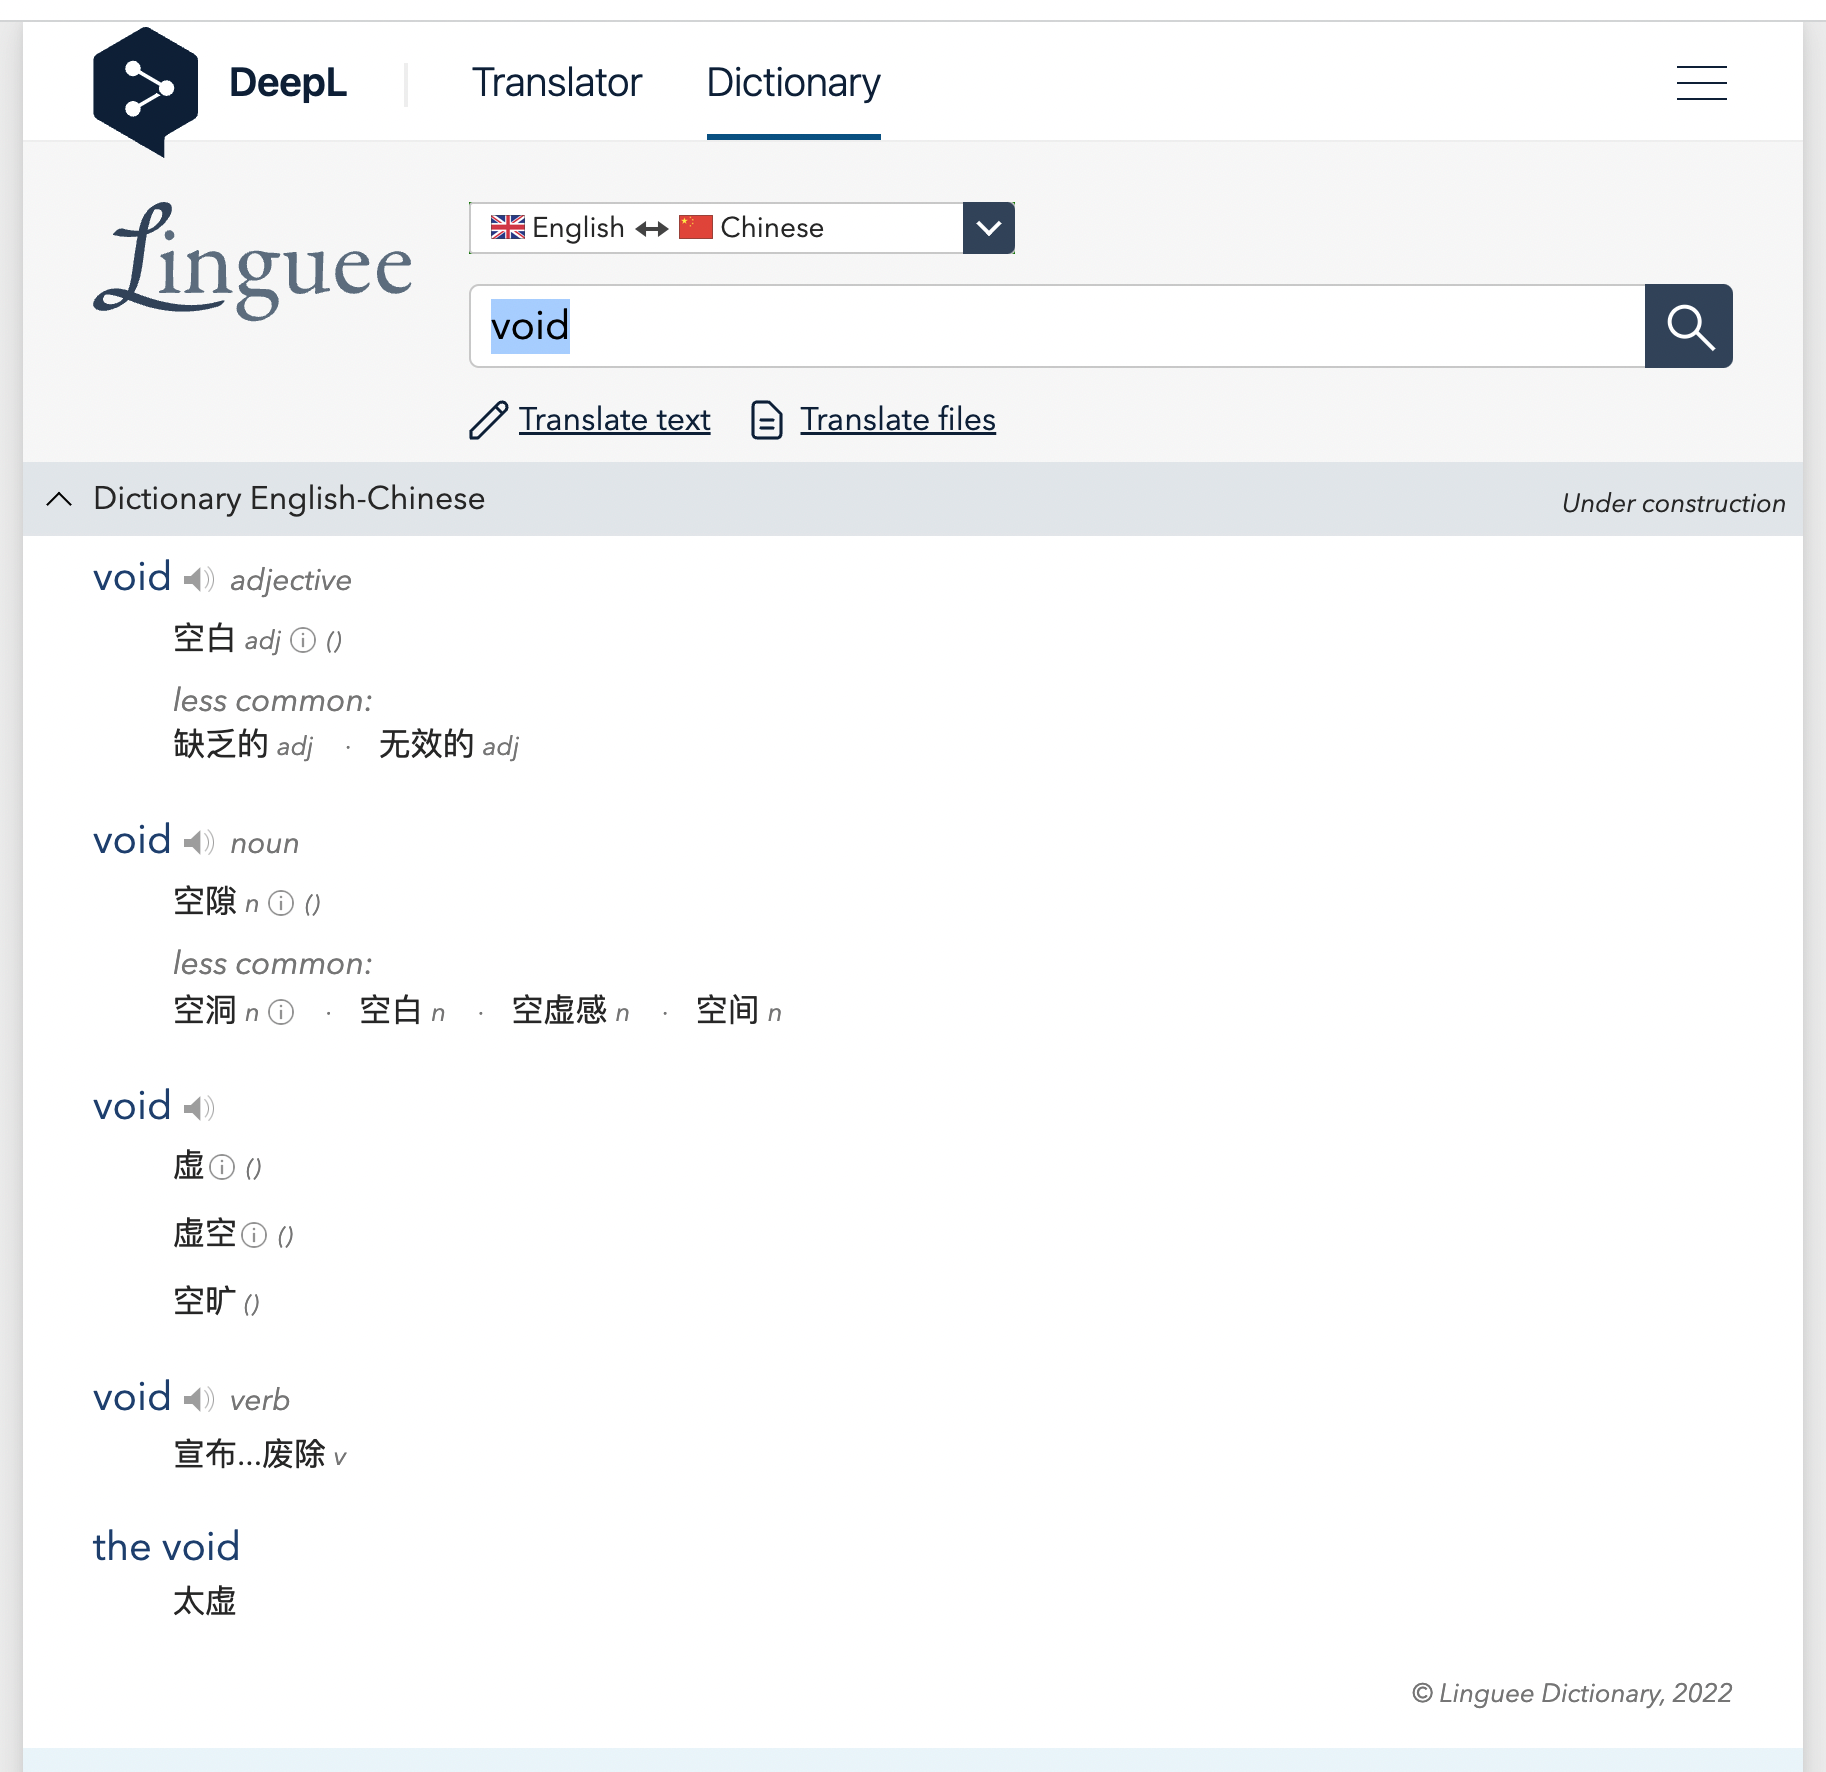 DeepL Translator Dictionary
Linguee
English ↔ Chinese
void
Translate text Translate files
Dictionary English-Chinese Under construction
void adjective
空白 adj ()
less common:
缺乏的 adj · 无效的 adj
void noun
空隙 n ()
less common:
空洞 n · 空白 n · 空虚感 n · 空间 n
void
虚 ()
虚空 ()
空旷 ()
void verb
宣布...废除 v
the void
太虚
© Linguee Dictionary, 2022